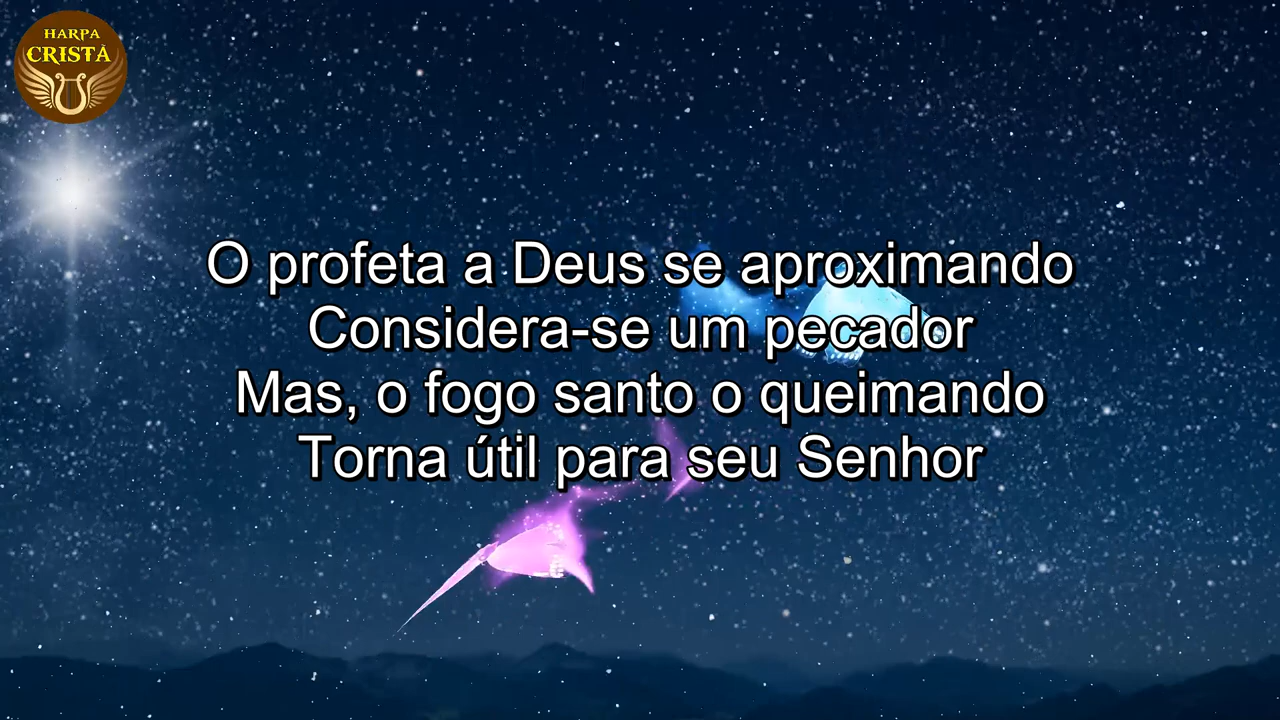 HARPA
CRISTÃ
O profeta a Deus se aproximando
Considera-se um pecador
Mas, o fogo santo o queimando
Torna útil para seu Senhor